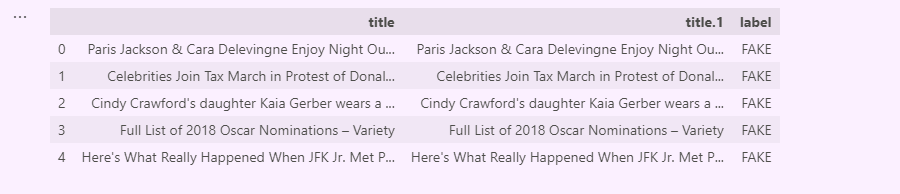 ...
title title.1 label
0 Paris Jackson & Cara Delevingne Enjoy Night Ou... Paris Jackson & Cara Delevingne Enjoy Night Ou... FAKE
1 Celebrities Join Tax March in Protest of Donal... Celebrities Join Tax March in Protest of Donal... FAKE
2 Cindy Crawford's daughter Kaia Gerber wears a ... Cindy Crawford's daughter Kaia Gerber wears a ... FAKE
3 Full List of 2018 Oscar Nominations – Variety Full List of 2018 Oscar Nominations – Variety FAKE
4 Here's What Really Happened When JFK Jr. Met P... Here's What Really Happened When JFK Jr. Met P... FAKE